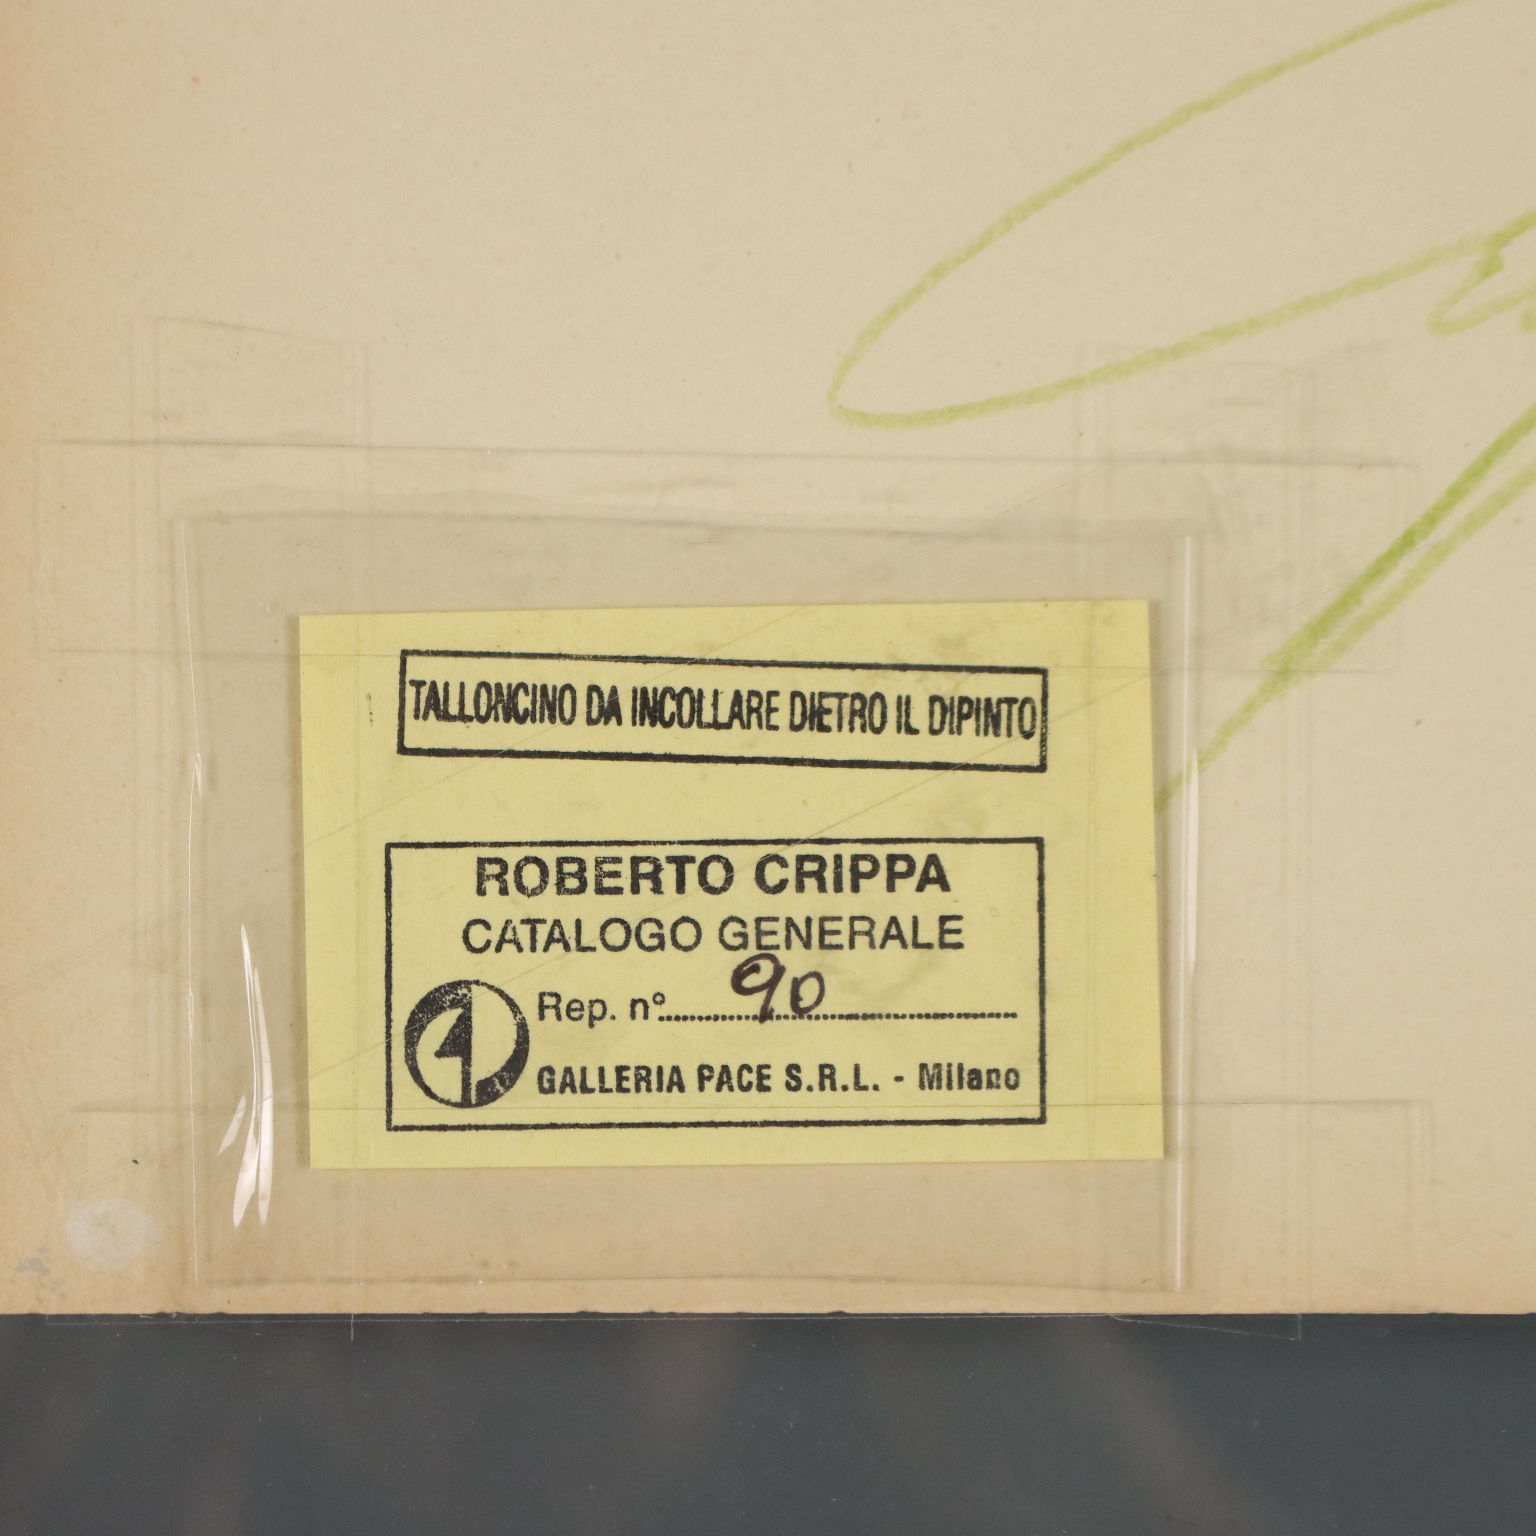 TALLONCINO DA INCOLLARE DIETRO IL DIPINTO
ROBERTO CRIPPA
CATALOGO GENERALE
Rep. n° 90
GALLERIA PACE S.R.L. - Milano